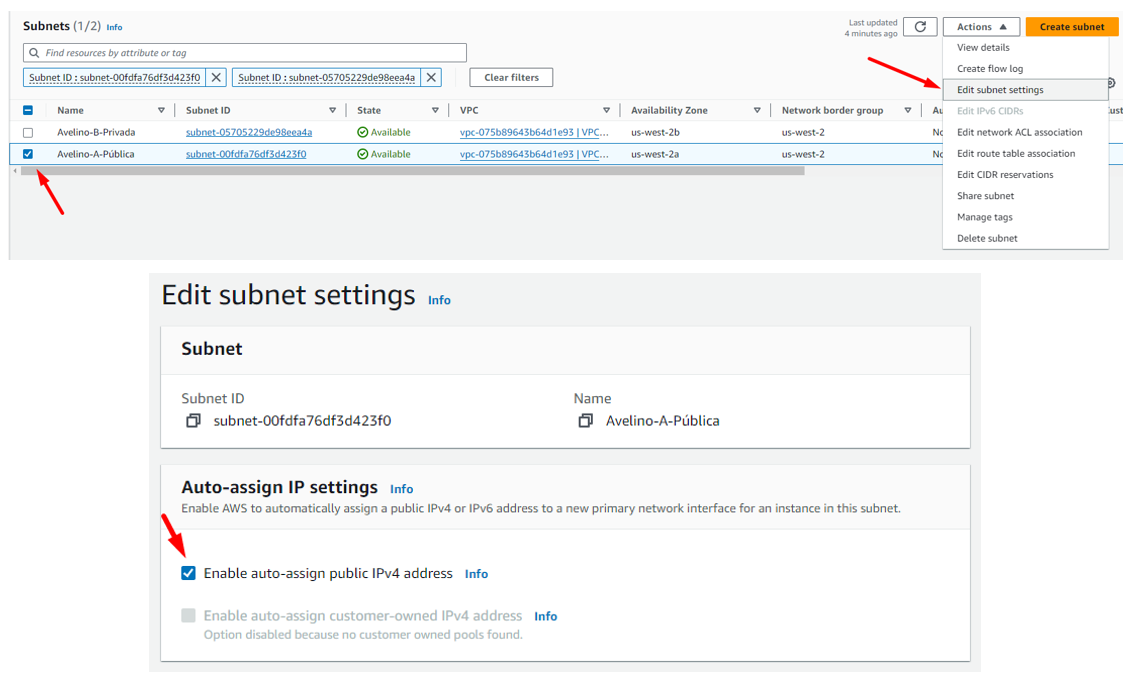 Subnets (1/2) Info
Last updated
4 minutes ago
Actions
Create subnet
Find resources by attribute or tag
Subnet ID : subnet-00fdfa76df3d423f0
Subnet ID : subnet-05705229de98eea4a
Clear filters
View details
Create flow log
Edit subnet settings
Edit IPv6 CIDRs
Edit network ACL association
Edit route table association
Edit CIDR reservations
Share subnet
Manage tags
Delete subnet
Name Subnet ID State VPC Availability Zone Network border group
Avelino-B-Privada subnet-05705229de98eea4a Available vpc-075b89643b64d1e93 | VPC... us-west-2b us-west-2 No
Avelino-A-Pública subnet-00fdfa76df3d423f0 Available vpc-075b89643b64d1e93 | VPC... us-west-2a us-west-2 No
Edit subnet settings Info
Subnet
Subnet ID Name
subnet-00fdfa76df3d423f0 Avelino-A-Pública
Auto-assign IP settings Info
Enable AWS to automatically assign a public IPv4 or IPv6 address to a new primary network interface for an instance in this subnet.
Enable auto-assign public IPv4 address Info
Enable auto-assign customer-owned IPv4 address Info
Option disabled because no customer owned pools found.